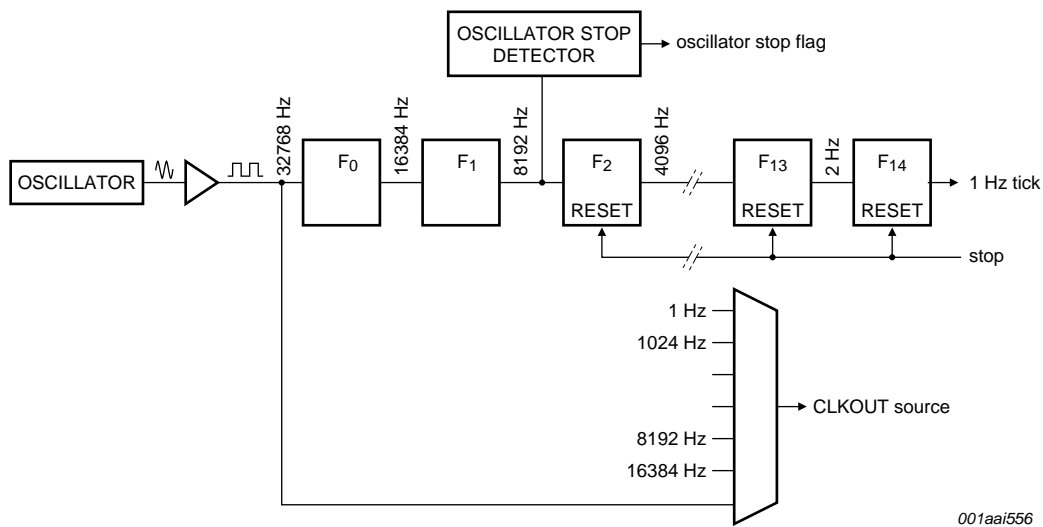 OSCILLATOR STOP
DETECTOR
oscillator stop flag
OSCILLATOR
32768 Hz
F0
16384 Hz
F1
8192 Hz
F2
RESET
4096 Hz
F13
RESET
2 Hz
F14
RESET
1 Hz tick
stop
1 Hz
1024 Hz
CLKOUT source
8192 Hz
16384 Hz
001aai556